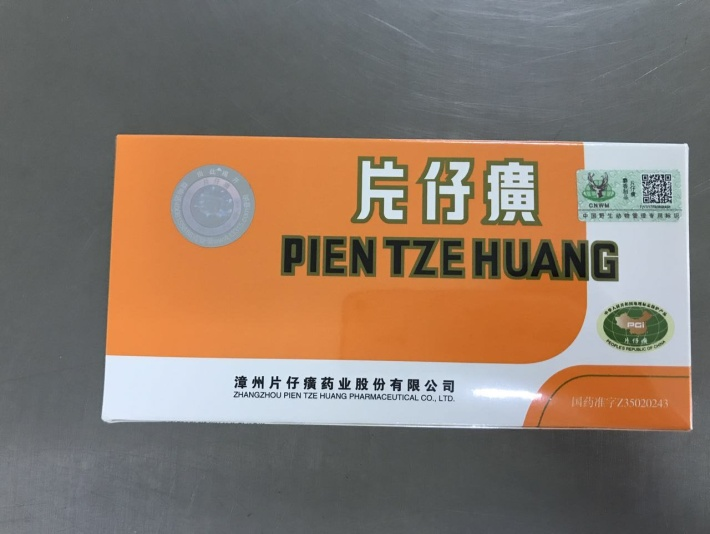 片仔癀
PIEN TZE HUANG
片仔癀
CNWM
中国野生动物经营专用标识
PGI
片仔癀
PEOPLE'S REPUBLIC OF CHINA
漳州片仔癀药业股份有限公司
ZHANGZHOU PIEN TZE HUANG PHARMACEUTICAL CO., LTD.
国药准字Z35020243